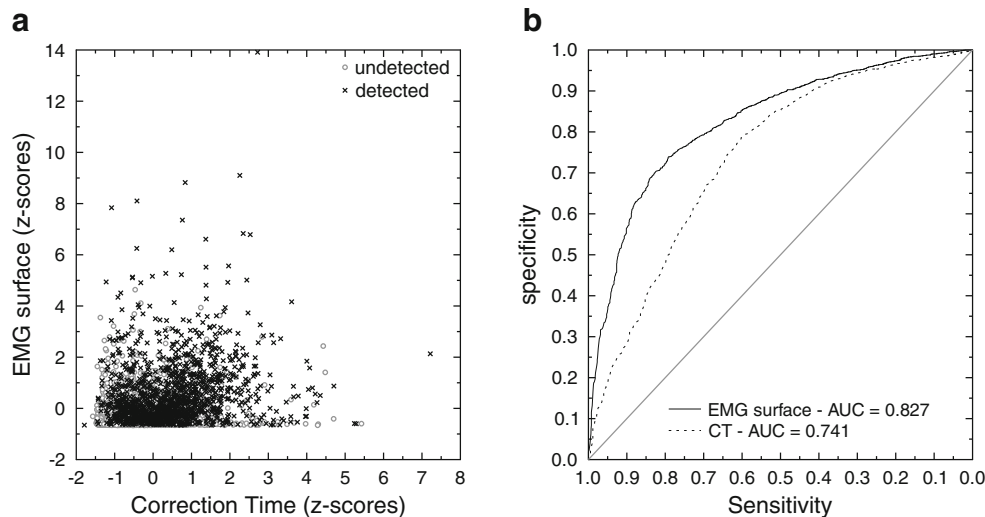 a
EMG surface (z-scores)
14
12
10
8
6
4
2
0
-2
undetected
detected
-2 -1 0 1 2 3 4 5 6 7 8
Correction Time (z-scores)
b
specificity
1.0
0.9
0.8
0.7
0.6
0.5
0.4
0.3
0.2
0.1
0.0
EMG surface - AUC = 0.827
CT - AUC = 0.741
1.0 0.9 0.8 0.7 0.6 0.5 0.4 0.3 0.2 0.1 0.0
Sensitivity